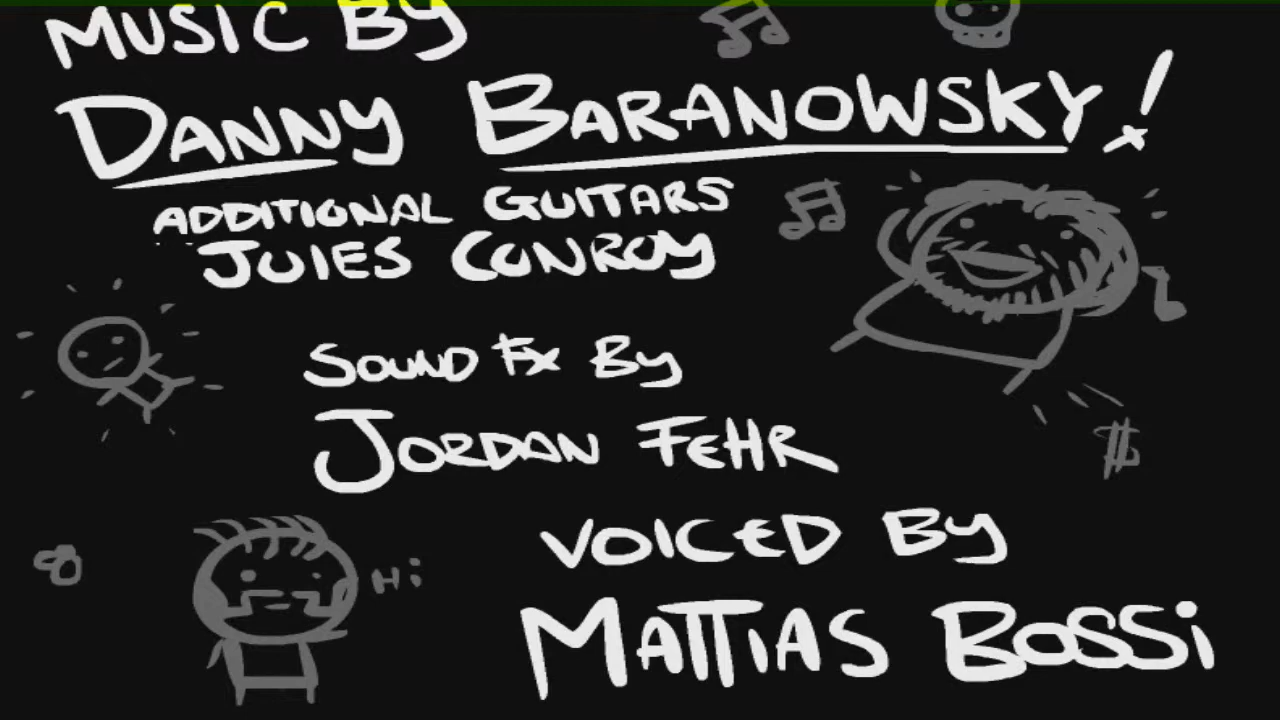 MUSIC BY
DANNY BARANOWSKY!
ADDITIONAL GUITARS
JULES CONROY
SOUND FX BY
JORDAN FEHR
Hi
VOICED BY
MATTIAS BOSSI